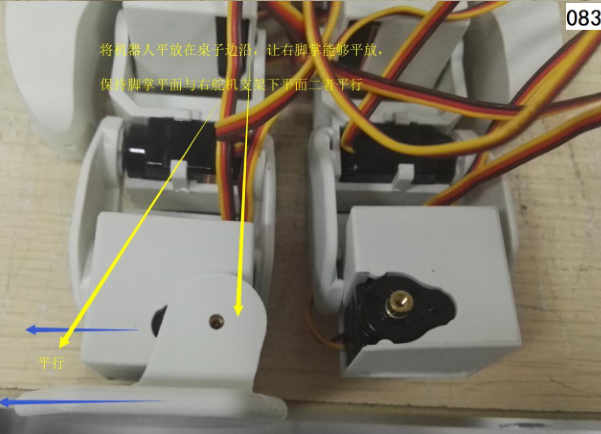 083
将机器人平放在桌子边沿，让右脚掌能够平放，
保持脚掌平面与右舵机支架下平面二者平行
平行